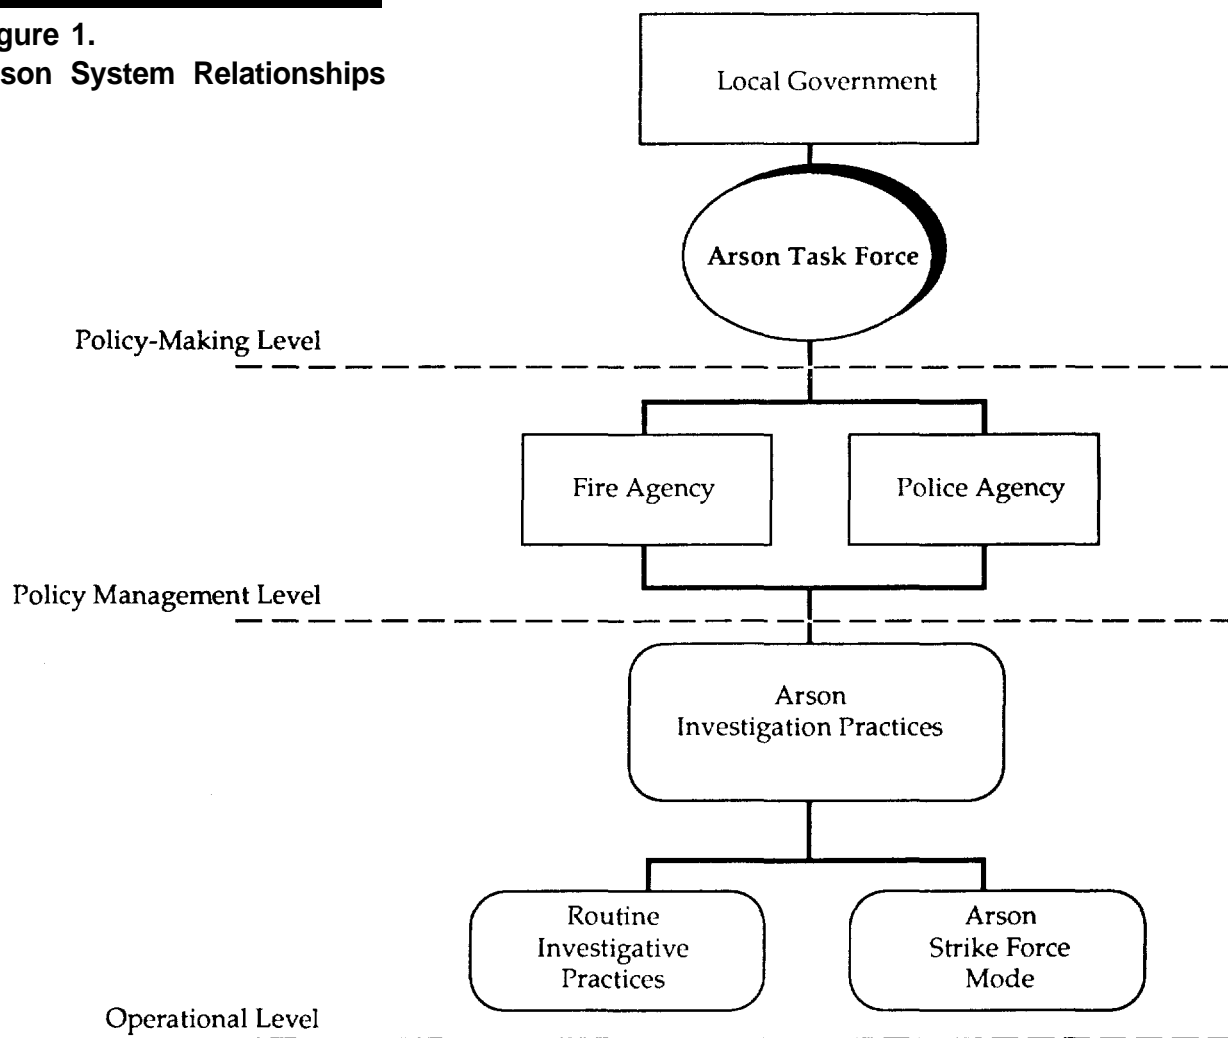 gure 1.
son System Relationships
Local Government
Arson Task Force
Policy-Making Level
Fire Agency
Police Agency
Policy Management Level
Arson
Investigation Practices
Routine
Investigative
Practices
Arson
Strike Force
Mode
Operational Level